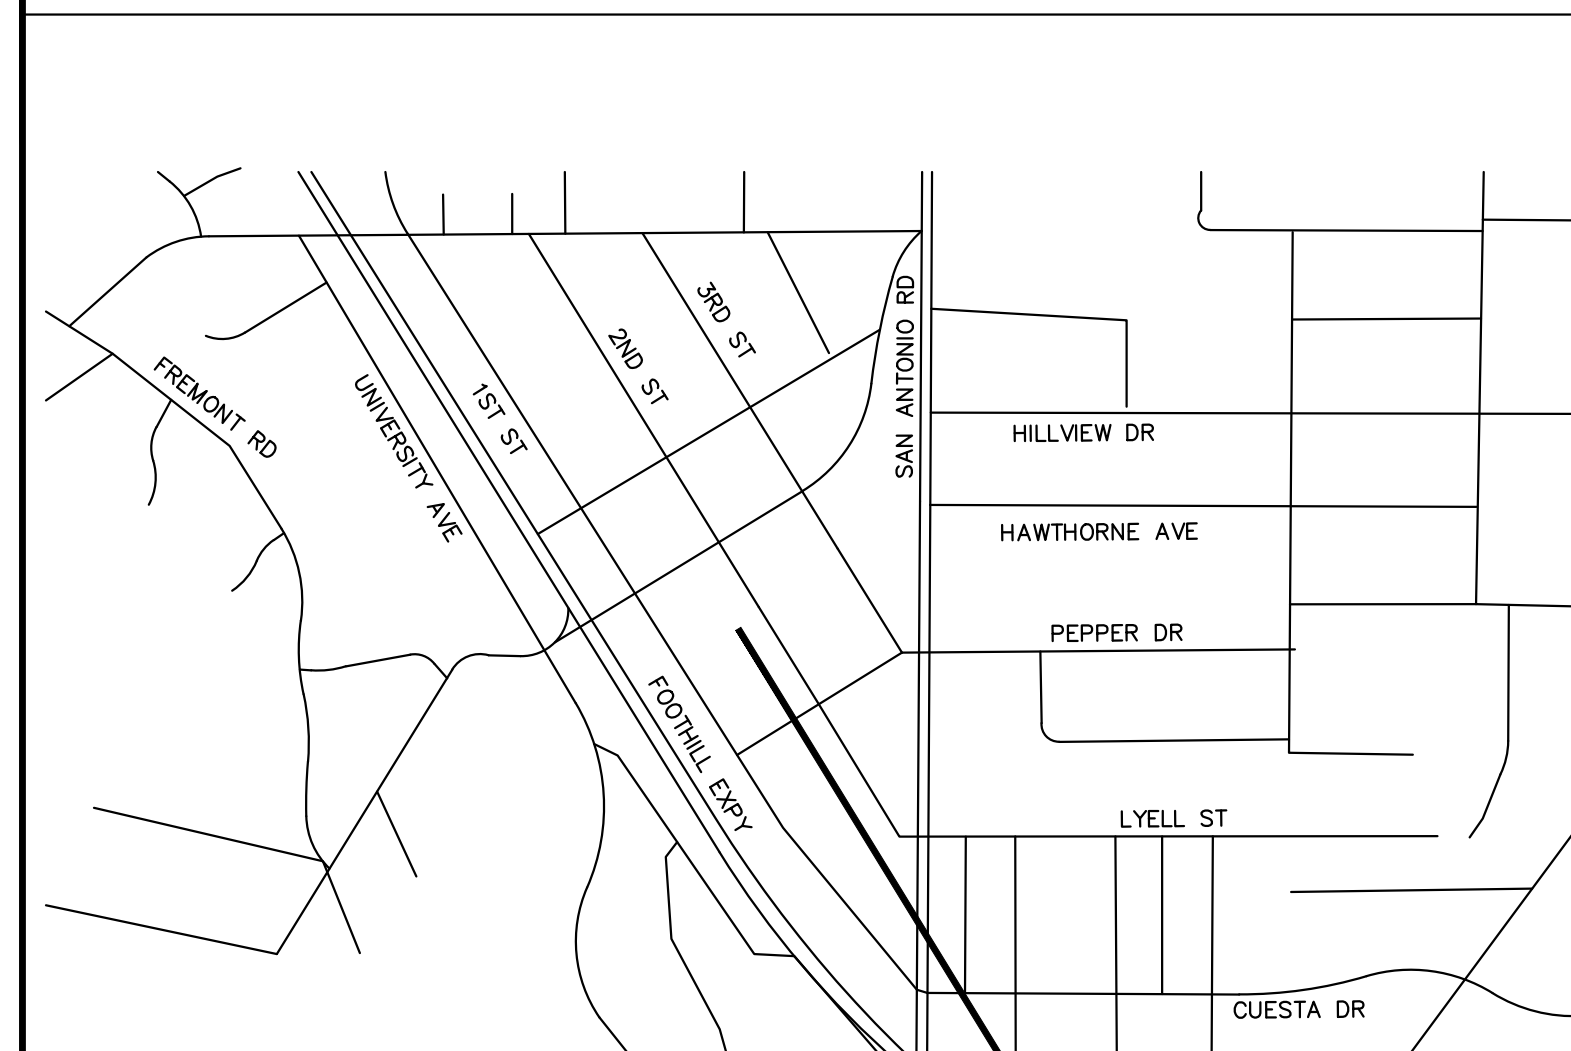 3RD ST
SAN ANTONIO RD
2ND ST
FREMONT RD
UNIVERSITY AVE
1ST ST
HILLVIEW DR
HAWTHORNE AVE
PEPPER DR
FOOTHILL EXPY
LYELL ST
CUESTA DR